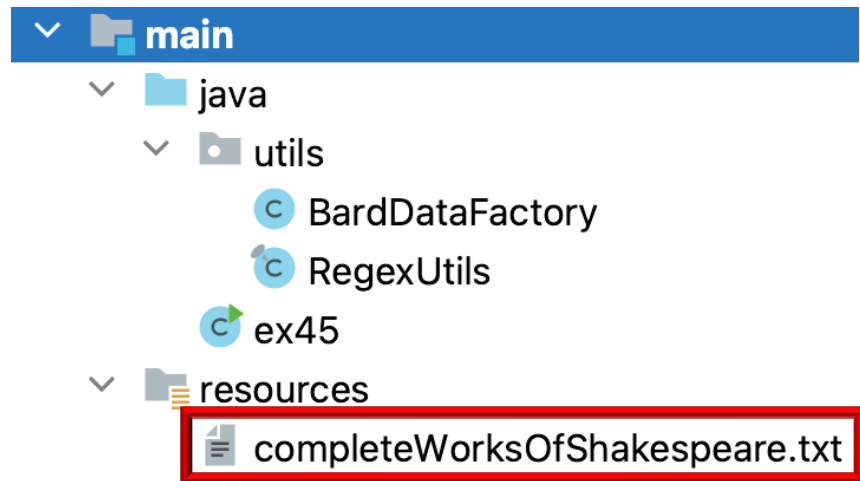 main
java
utils
C BardDataFactory
C RegexUtils
C ex45
resources
completeWorksOfShakespeare.txt